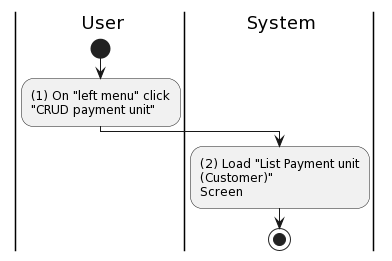 User
System
(1) On "left menu" click
"CRUD payment unit"
(2) Load "List Payment unit
(Customer)"
Screen